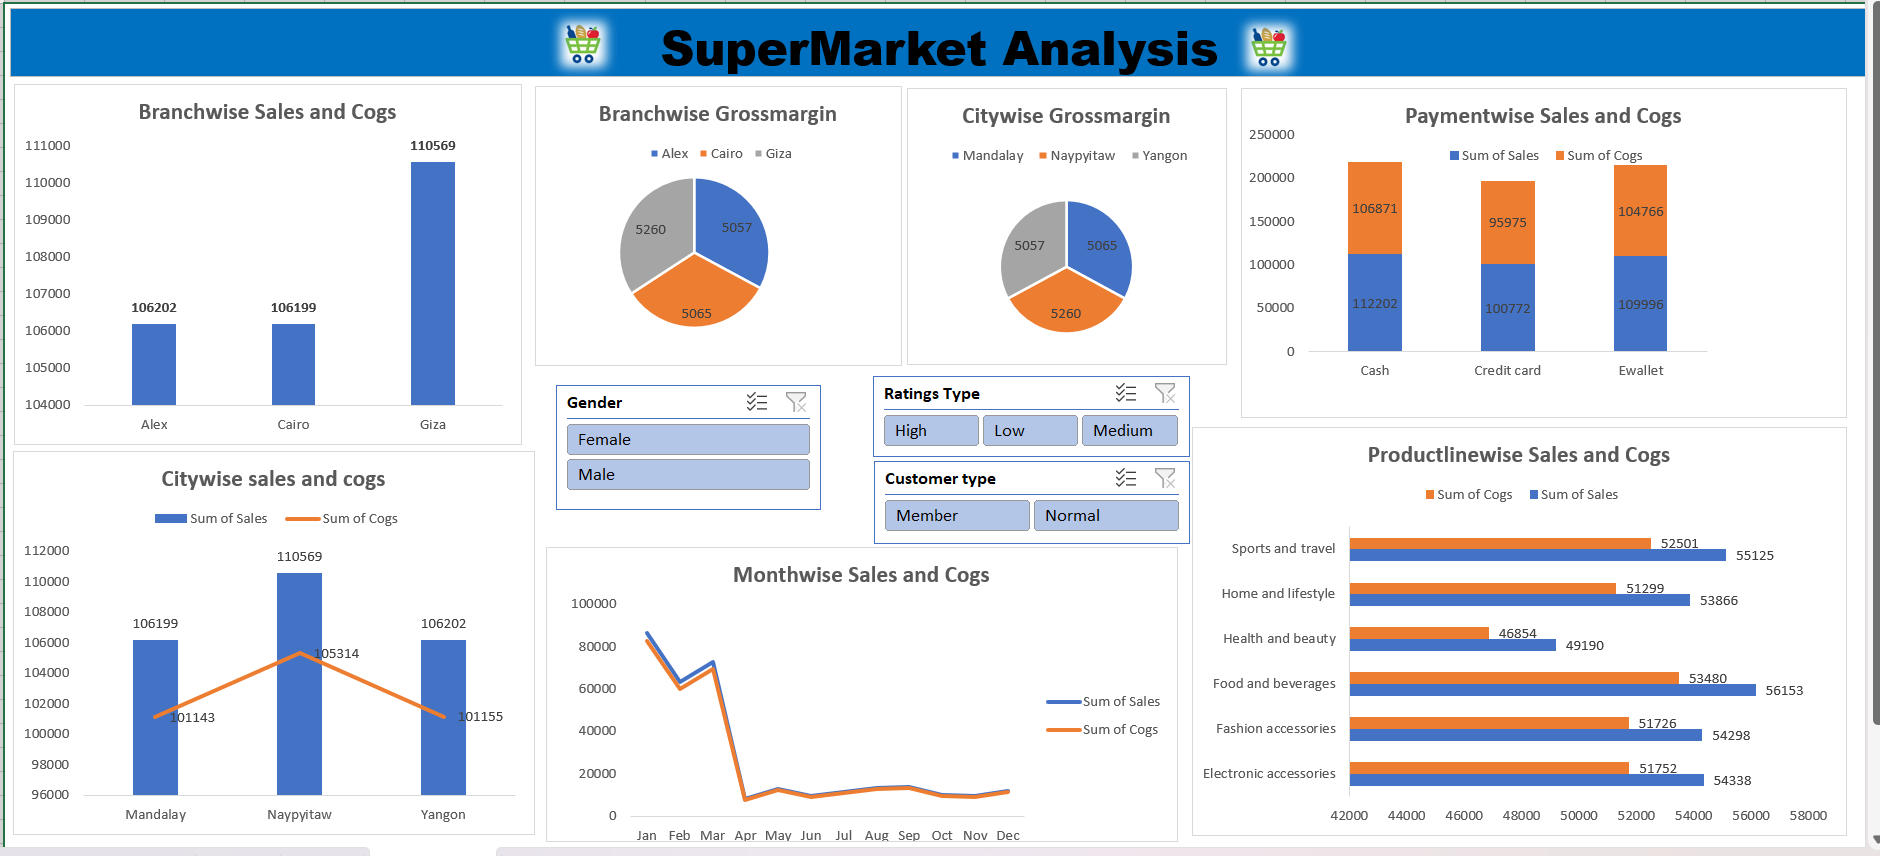 SuperMarket Analysis
Branchwise Sales and Cogs
111000
110000
109000
108000
107000
106000
105000
104000
106202
106199
110569
Alex Cairo Giza
Branchwise Grossmargin
Alex Cairo Giza
5260
5057
5065
Citywise Grossmargin
Mandalay Naypyitaw Yangon
5057
5065
5260
Paymentwise Sales and Cogs
Sum of Sales Sum of Cogs
250000
200000
150000
100000
50000
0
106871
95975
104766
112202
100772
109996
Cash Credit card Ewallet
Gender
Female
Male
Ratings Type
High Low Medium
Customer type
Member Normal
Citywise sales and cogs
Sum of Sales Sum of Cogs
112000
110000
108000
106000
104000
102000
100000
98000
96000
106199
110569
106202
101143
105314
101155
Mandalay Naypyitaw Yangon
Monthwise Sales and Cogs
100000
80000
60000
40000
20000
0
Sum of Sales
Sum of Cogs
Jan Feb Mar Apr May Jun Jul Aug Sep Oct Nov Dec
Productlinewise Sales and Cogs
Sum of Cogs Sum of Sales
Sports and travel
52501
55125
Home and lifestyle
51299
53866
Health and beauty
46854
49190
Food and beverages
53480
56153
Fashion accessories
51726
54298
Electronic accessories
51752
54338
42000 44000 46000 48000 50000 52000 54000 56000 58000